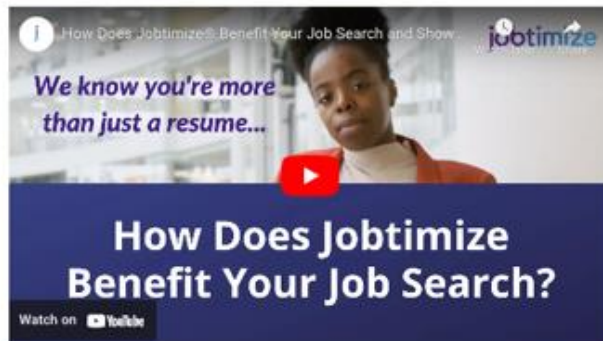 j How Does Jobtimize® Benefit Your Job Search and Show...
jobtimize
We know you're more
than just a resume...
How Does Jobtimize
Benefit Your Job Search?
Watch on YouTube